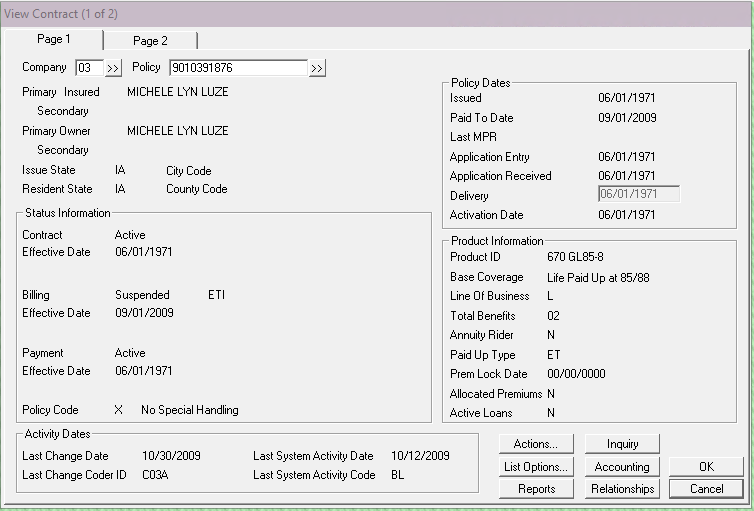 View Contract (1 of 2)
Page 1 Page 2
Company 03 >> Policy 9010391876 >>
Primary Insured MICHELE LYN LUZE
Secondary
Primary Owner MICHELE LYN LUZE
Secondary
Issue State IA City Code
Resident State IA County Code
Policy Dates
Issued 06/01/1971
Paid To Date 09/01/2009
Last MPR
Application Entry 06/01/1971
Application Received 06/01/1971
Delivery 06/01/1971
Activation Date 06/01/1971
Status Information
Contract Active
Effective Date 06/01/1971
Billing Suspended ETI
Effective Date 09/01/2009
Payment Active
Effective Date 06/01/1971
Policy Code X No Special Handling
Product Information
Product ID 670 GL85-8
Base Coverage Life Paid Up at 85/88
Line Of Business L
Total Benefits 02
Annuity Rider N
Paid Up Type ET
Prem Lock Date 00/00/0000
Allocated Premiums N
Active Loans N
Activity Dates
Last Change Date 10/30/2009 Last System Activity Date 10/12/2009
Last Change Coder ID C03A Last System Activity Code BL
Actions... Inquiry
List Options... Accounting OK
Reports Relationships Cancel